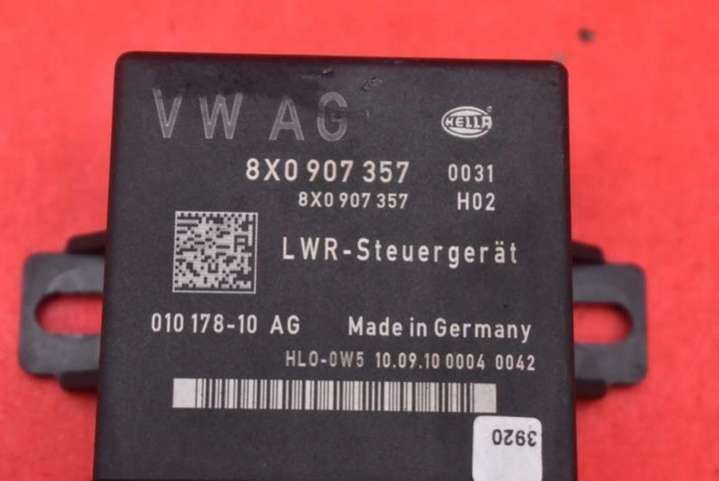 VW AG
HELLA
8X0 907 357 0031
8X0 907 357 H02
LWR-Steuergerät
010 178-10 AG Made in Germany
HLO-0W5 10.09.10 0004 0042
3920